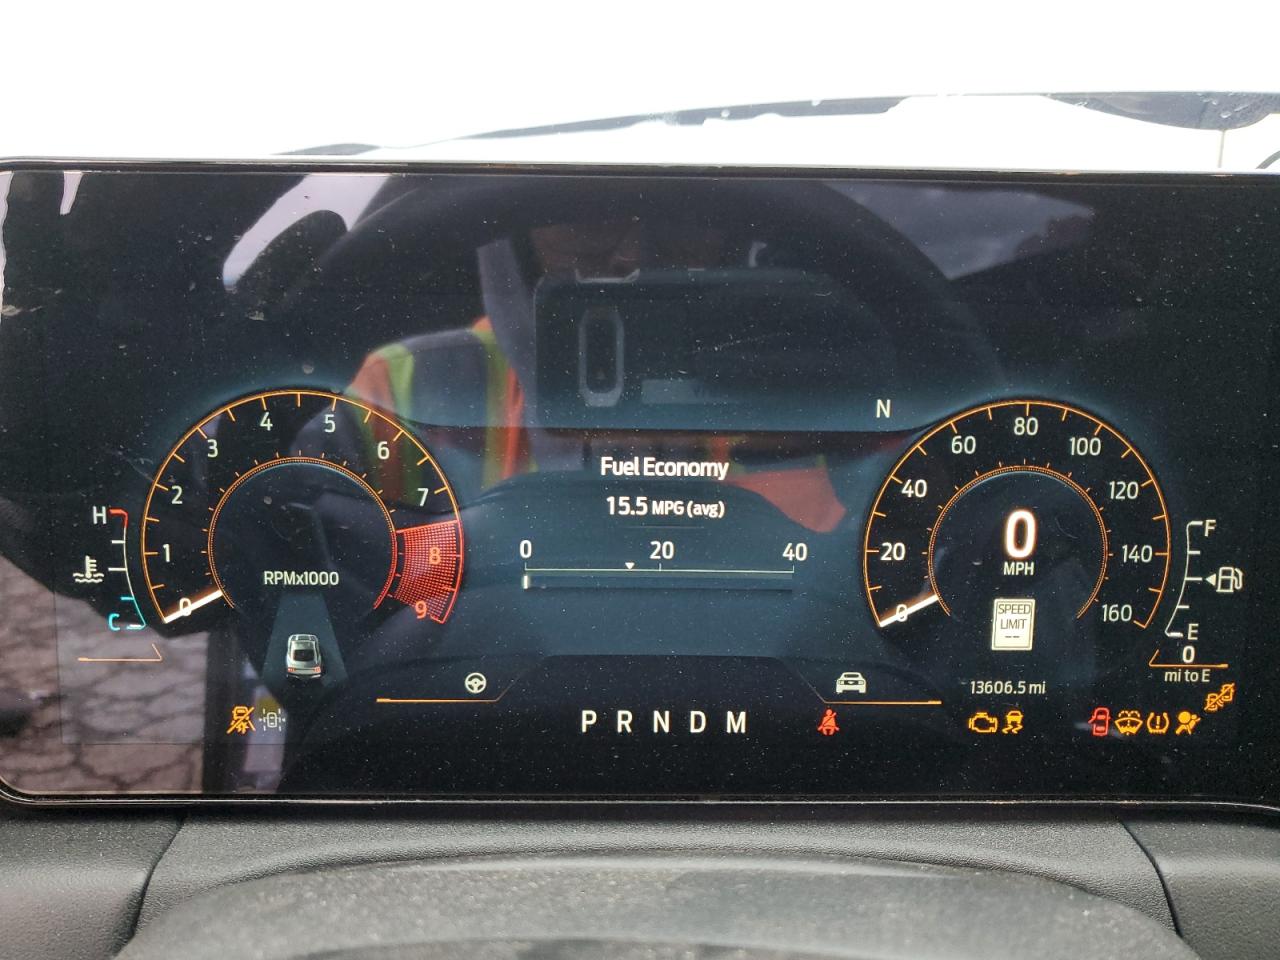 N
0 1 2 3 4 5 6 7 8 9
RPMx1000
H
C
Fuel Economy
15.5 MPG (avg)
0 20 40
0 20 40 60 80 100 120 140 160
0
MPH
SPEED
LIMIT
--
F
E
0
mi to E
13606.5 mi
P R N D M